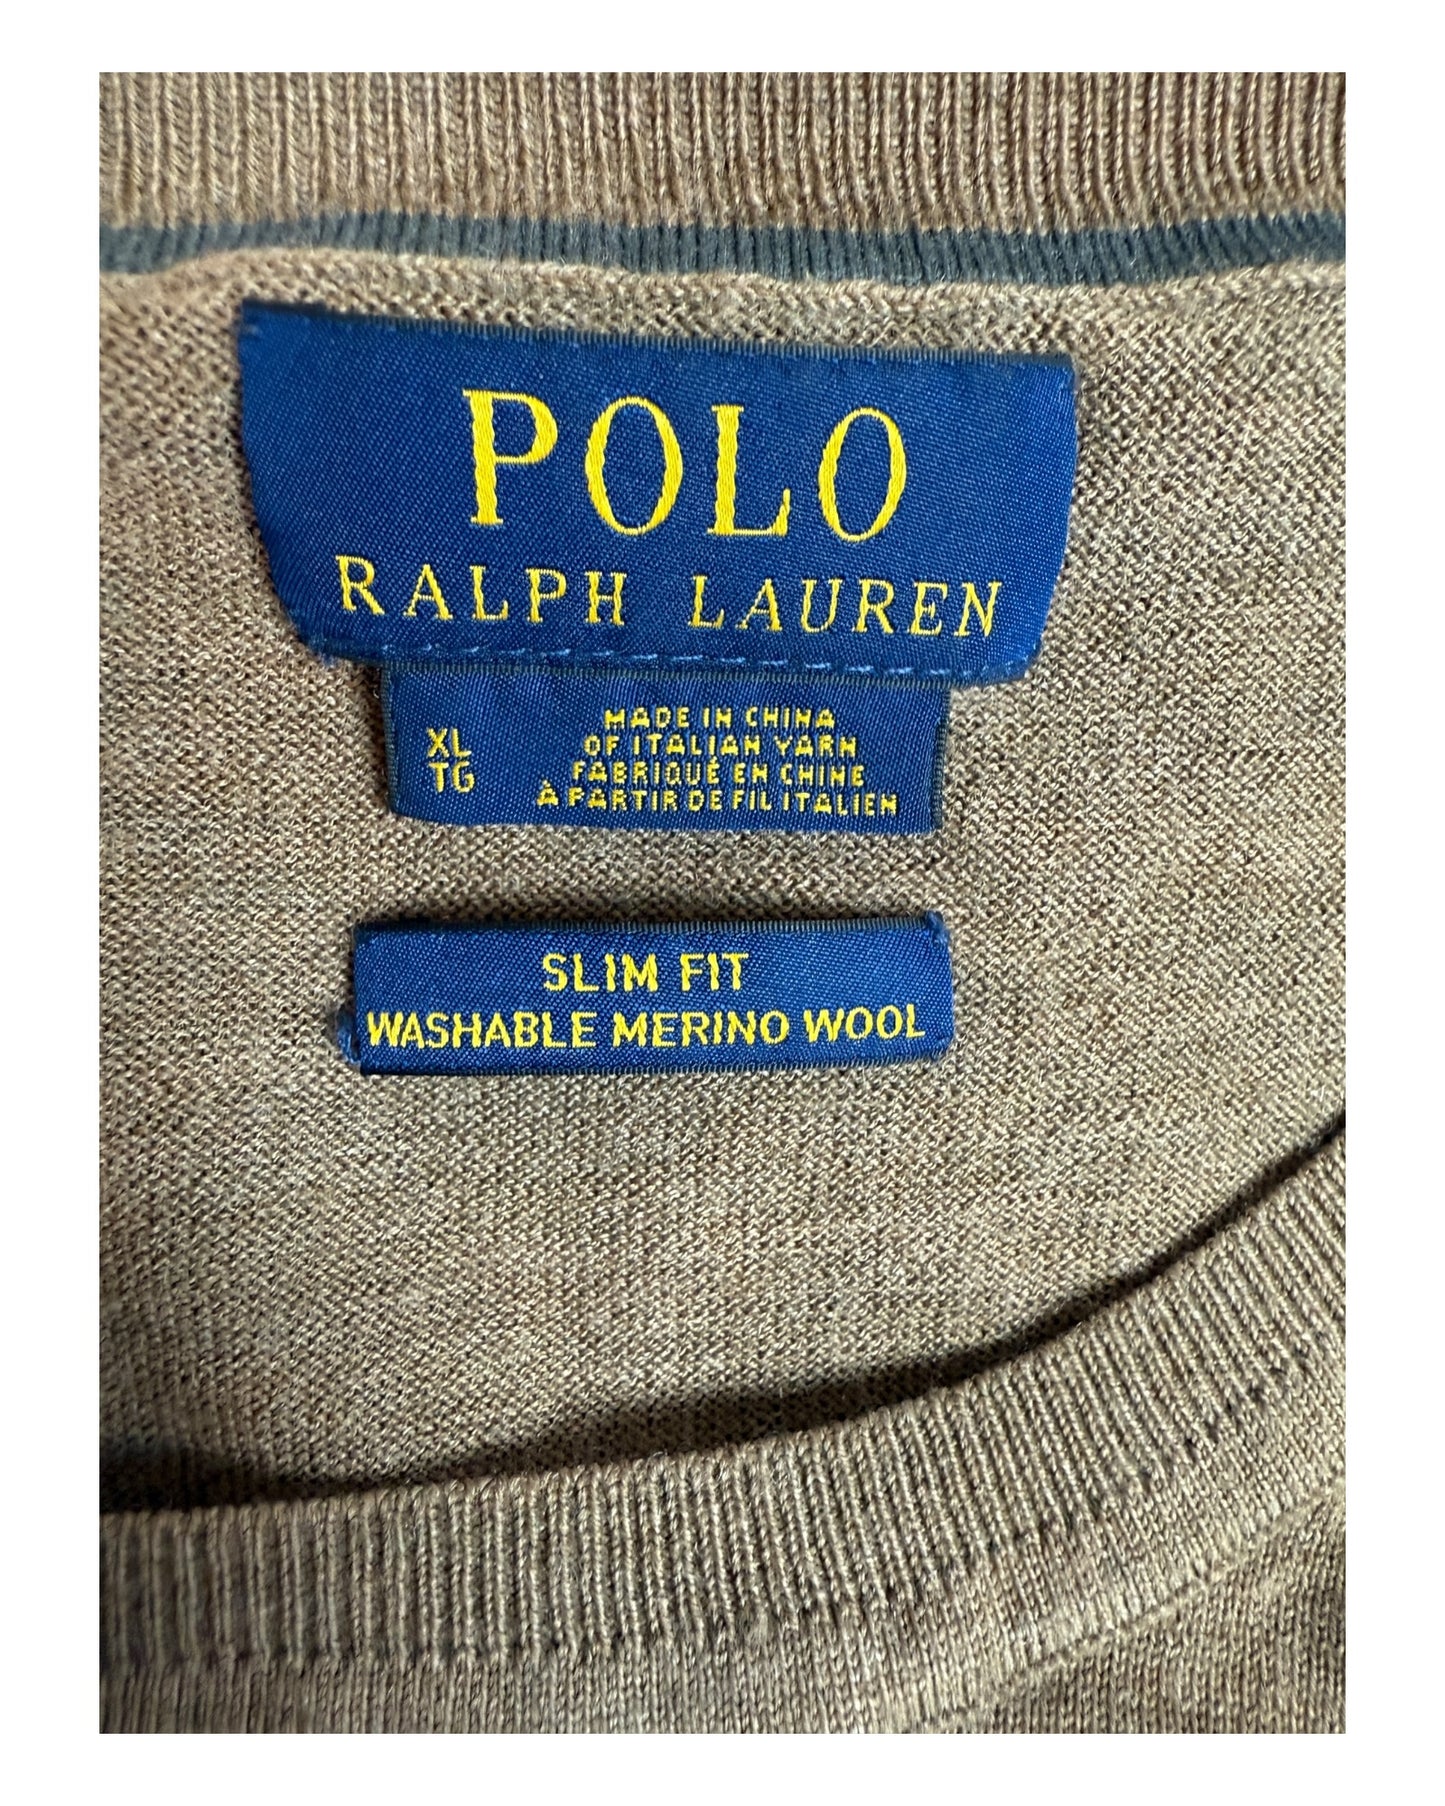 POLO
RALPH LAUREN
XL
TG
MADE IN CHINA
OF ITALIAN YARN
FABRIQUÉ EN CHINE
À PARTIR DE FIL ITALIEN
SLIM FIT
WASHABLE MERINO WOOL